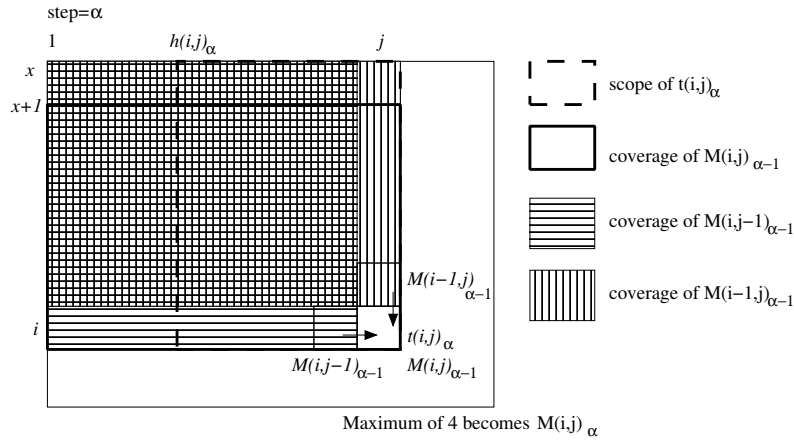 step=α
1 h(i,j)α j
x
scope of t(i,j)α
x+1
coverage of M(i,j)α−1
coverage of M(i,j−1)α−1
M(i−1,j)α−1
coverage of M(i−1,j)α−1
i
t(i,j)α
M(i,j−1)α−1 M(i,j)α−1
Maximum of 4 becomes M(i,j)α